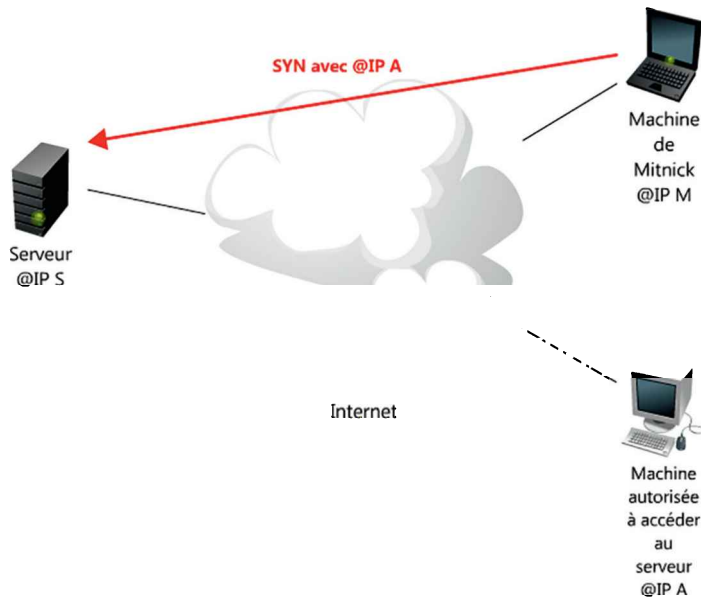 SYN avec @IP A
Machine
de
Mitnick
@IP M
Serveur
@IP S
Internet
Machine
autorisée
à accéder
au
serveur
@IP A